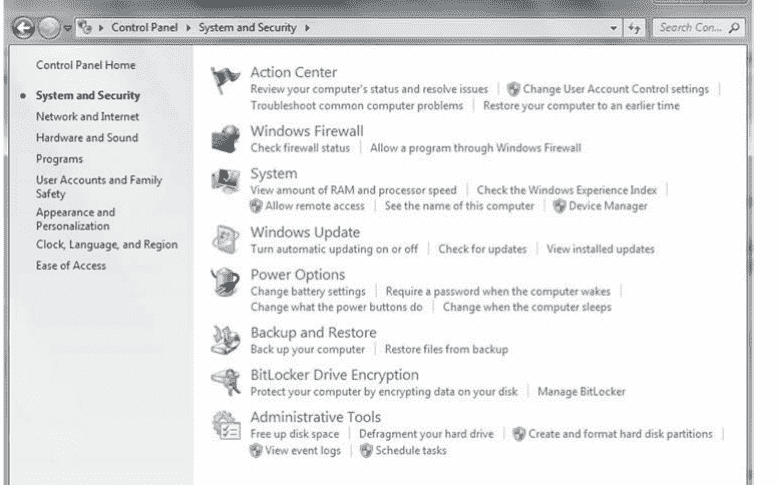 Control Panel System and Security Search Con...
Control Panel Home
System and Security
Network and Internet
Hardware and Sound
Programs
User Accounts and Family
Safety
Appearance and
Personalization
Clock, Language, and Region
Ease of Access
Action Center
Review your computer's status and resolve issues Change User Account Control settings
Troubleshoot common computer problems Restore your computer to an earlier time
Windows Firewall
Check firewall status Allow a program through Windows Firewall
System
View amount of RAM and processor speed Check the Windows Experience Index
Allow remote access See the name of this computer Device Manager
Windows Update
Turn automatic updating on or off Check for updates View installed updates
Power Options
Change battery settings Require a password when the computer wakes
Change what the power buttons do Change when the computer sleeps
Backup and Restore
Back up your computer Restore files from backup
BitLocker Drive Encryption
Protect your computer by encrypting data on your disk Manage BitLocker
Administrative Tools
Free up disk space Defragment your hard drive Create and format hard disk partitions
View event logs Schedule tasks